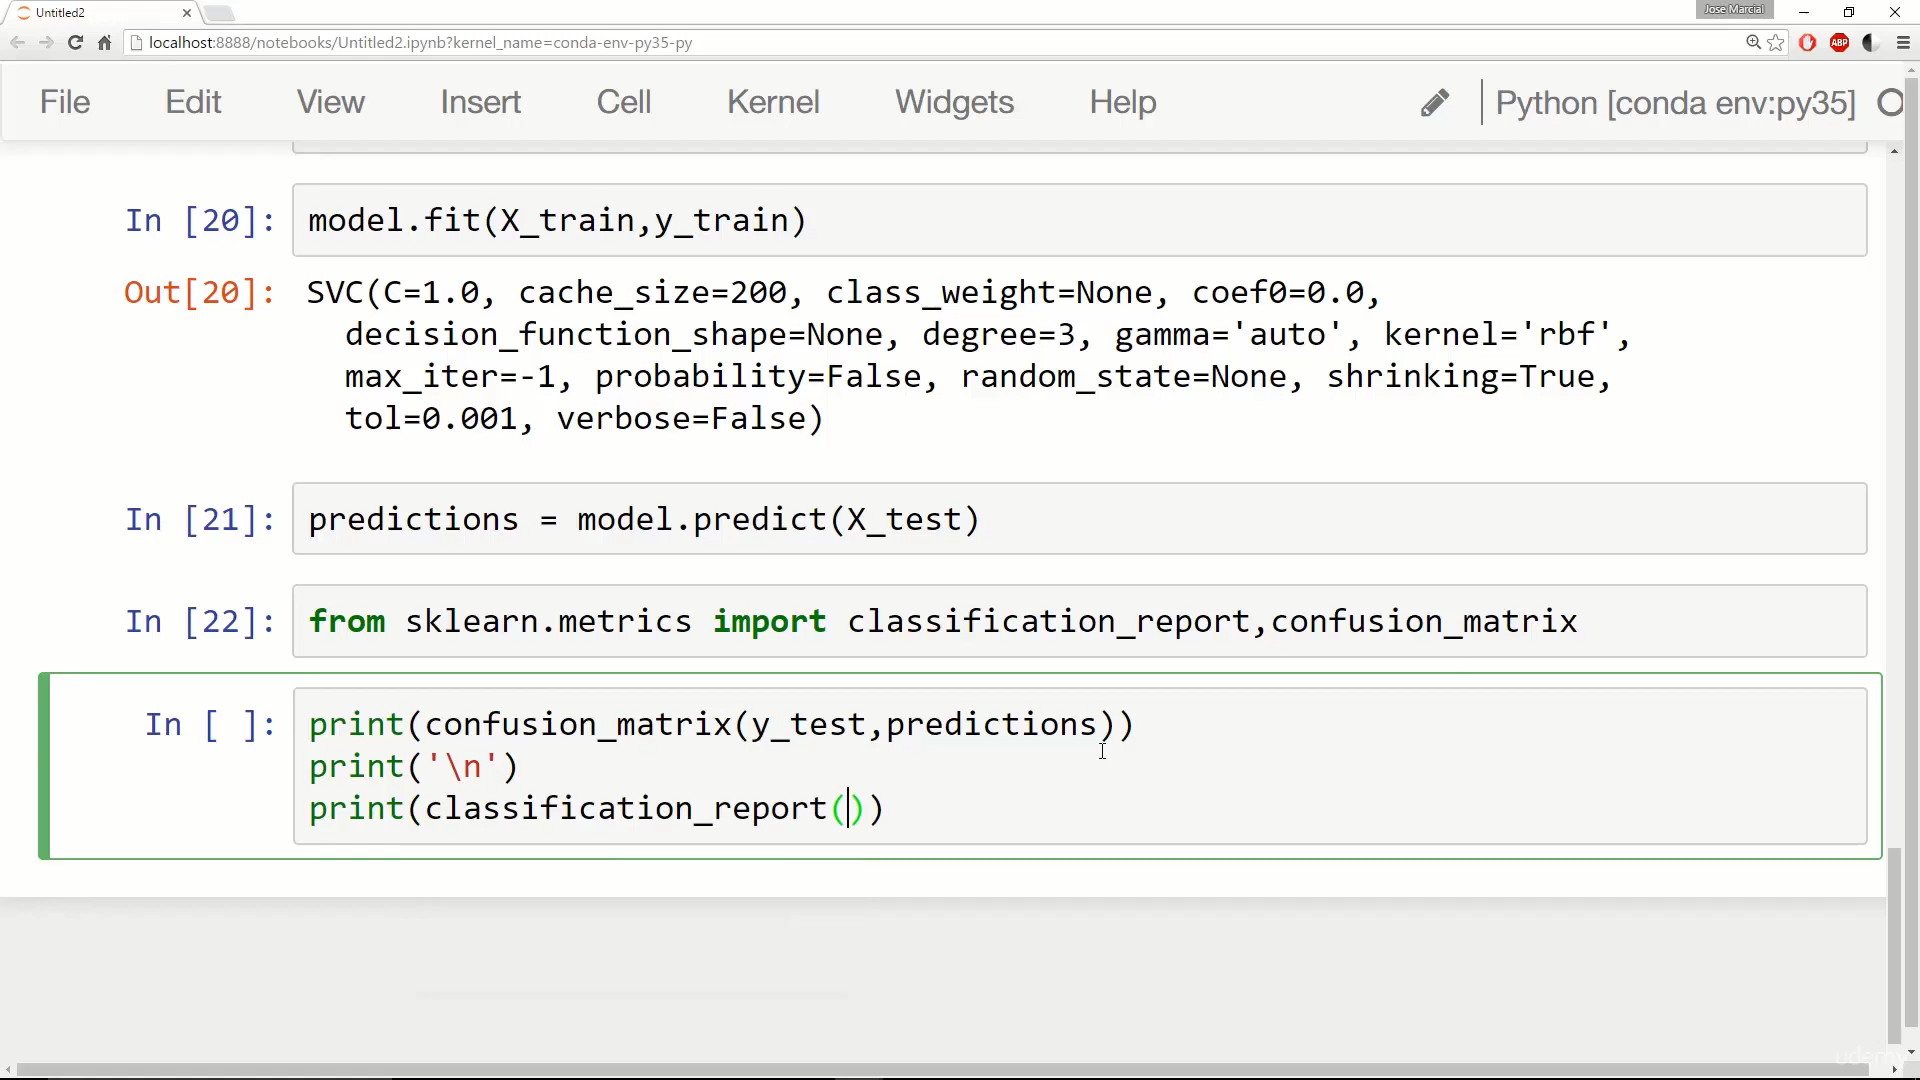 Untitled2
Jose Marcial
localhost:8888/notebooks/Untitled2.ipynb?kernel_name=conda-env-py35-py
ABP
File Edit View Insert Cell Kernel Widgets Help Python [conda env:py35]
In [20]: model.fit(X_train,y_train)
Out[20]: SVC(C=1.0, cache_size=200, class_weight=None, coef0=0.0,
decision_function_shape=None, degree=3, gamma='auto', kernel='rbf',
max_iter=-1, probability=False, random_state=None, shrinking=True,
tol=0.001, verbose=False)
In [21]: predictions = model.predict(X_test)
In [22]: from sklearn.metrics import classification_report,confusion_matrix
In [ ]: print(confusion_matrix(y_test,predictions))
print('\n')
print(classification_report())
udemy